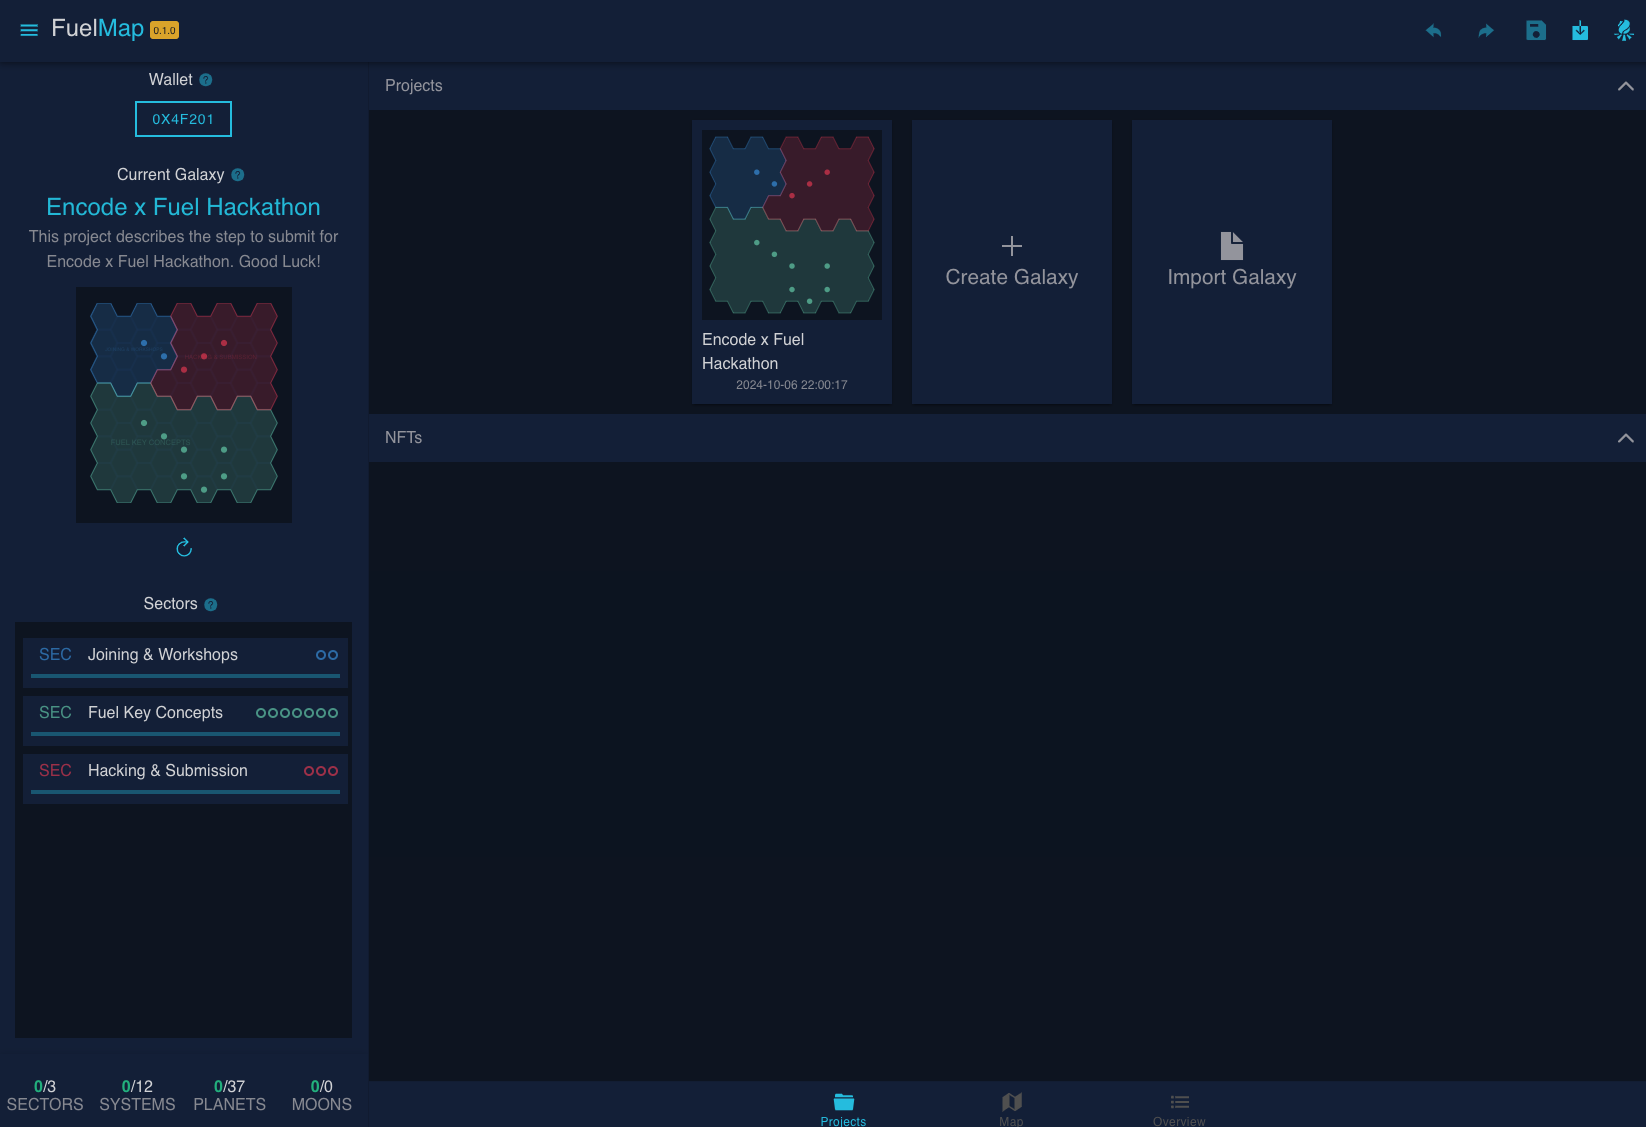 FuelMap 0.1.0
Wallet ?
0X4F201
Current Galaxy ?
Encode x Fuel Hackathon
This project describes the step to submit for
Encode x Fuel Hackathon. Good Luck!
FUEL KEY CONCEPTS
Sectors ?
SEC Joining & Workshops
SEC Fuel Key Concepts
SEC Hacking & Submission
0/3
SECTORS
0/12
SYSTEMS
0/37
PLANETS
0/0
MOONS
Projects
Encode x Fuel
Hackathon
2024-10-06 22:00:17
Create Galaxy
Import Galaxy
NFTs
Projects
Map
Overview